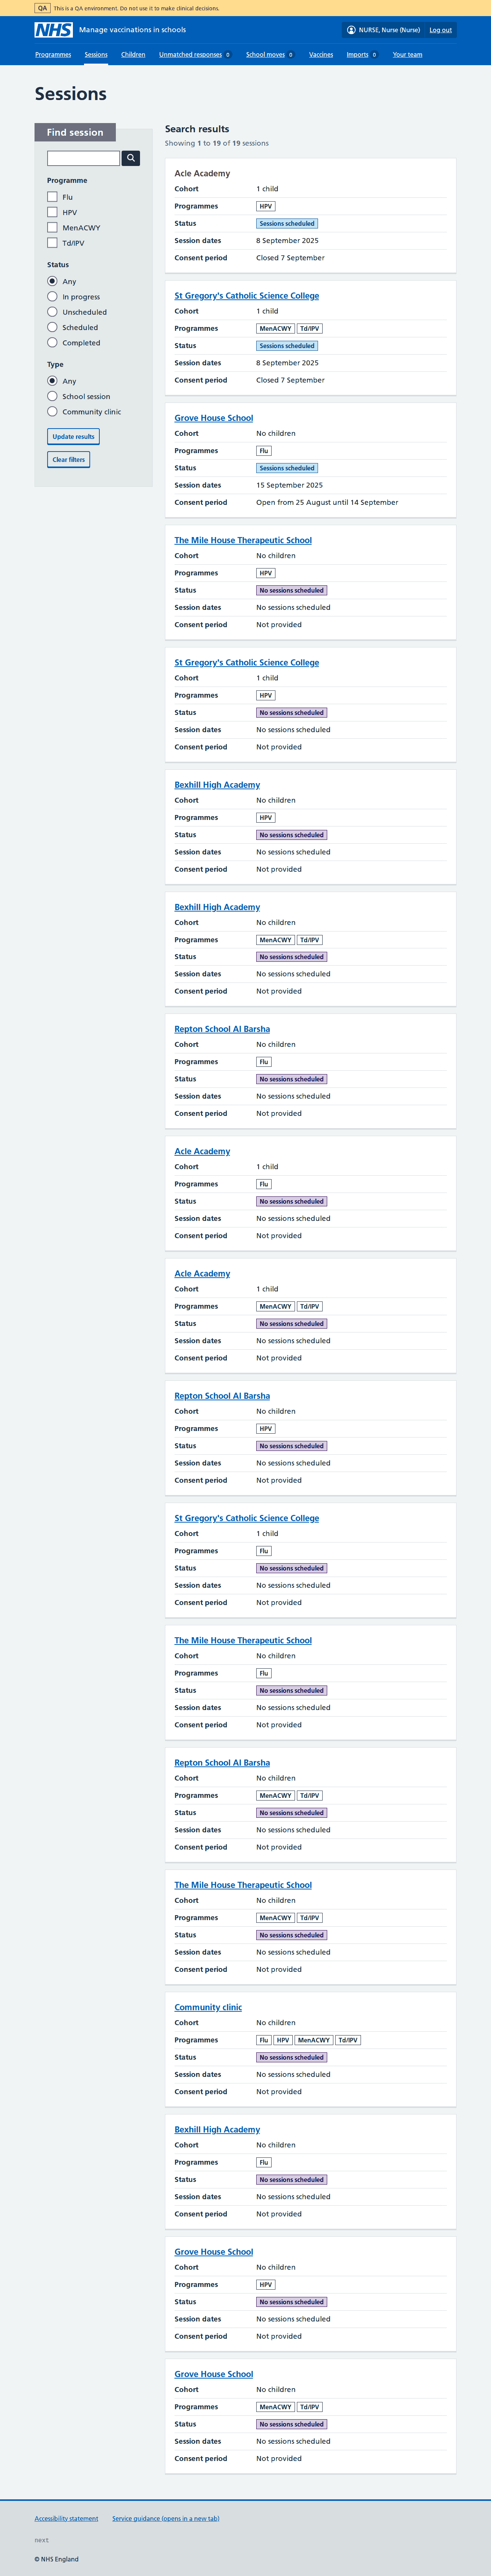 QA This is a QA environment. Do not use it to make clinical decisions.
NHS Manage vaccinations in schools
NURSE, Nurse (Nurse) Log out
Programmes Sessions Children Unmatched responses 0 School moves 0 Vaccines Imports 0 Your team
Sessions
Find session
Programme
Flu
HPV
MenACWY
Td/IPV
Status
Any
In progress
Unscheduled
Scheduled
Completed
Type
Any
School session
Community clinic
Update results
Clear filters
Search results
Showing 1 to 19 of 19 sessions
Acle Academy
Cohort 1 child
Programmes HPV
Status Sessions scheduled
Session dates 8 September 2025
Consent period Closed 7 September
St Gregory's Catholic Science College
Cohort 1 child
Programmes MenACWY Td/IPV
Status Sessions scheduled
Session dates 8 September 2025
Consent period Closed 7 September
Grove House School
Cohort No children
Programmes Flu
Status Sessions scheduled
Session dates 15 September 2025
Consent period Open from 25 August until 14 September
The Mile House Therapeutic School
Cohort No children
Programmes HPV
Status No sessions scheduled
Session dates No sessions scheduled
Consent period Not provided
St Gregory's Catholic Science College
Cohort 1 child
Programmes HPV
Status No sessions scheduled
Session dates No sessions scheduled
Consent period Not provided
Bexhill High Academy
Cohort No children
Programmes HPV
Status No sessions scheduled
Session dates No sessions scheduled
Consent period Not provided
Bexhill High Academy
Cohort No children
Programmes MenACWY Td/IPV
Status No sessions scheduled
Session dates No sessions scheduled
Consent period Not provided
Repton School Al Barsha
Cohort No children
Programmes Flu
Status No sessions scheduled
Session dates No sessions scheduled
Consent period Not provided
Acle Academy
Cohort 1 child
Programmes Flu
Status No sessions scheduled
Session dates No sessions scheduled
Consent period Not provided
Acle Academy
Cohort 1 child
Programmes MenACWY Td/IPV
Status No sessions scheduled
Session dates No sessions scheduled
Consent period Not provided
Repton School Al Barsha
Cohort No children
Programmes HPV
Status No sessions scheduled
Session dates No sessions scheduled
Consent period Not provided
St Gregory's Catholic Science College
Cohort 1 child
Programmes Flu
Status No sessions scheduled
Session dates No sessions scheduled
Consent period Not provided
The Mile House Therapeutic School
Cohort No children
Programmes Flu
Status No sessions scheduled
Session dates No sessions scheduled
Consent period Not provided
Repton School Al Barsha
Cohort No children
Programmes MenACWY Td/IPV
Status No sessions scheduled
Session dates No sessions scheduled
Consent period Not provided
The Mile House Therapeutic School
Cohort No children
Programmes MenACWY Td/IPV
Status No sessions scheduled
Session dates No sessions scheduled
Consent period Not provided
Community clinic
Cohort No children
Programmes Flu HPV MenACWY Td/IPV
Status No sessions scheduled
Session dates No sessions scheduled
Consent period Not provided
Bexhill High Academy
Cohort No children
Programmes Flu
Status No sessions scheduled
Session dates No sessions scheduled
Consent period Not provided
Grove House School
Cohort No children
Programmes HPV
Status No sessions scheduled
Session dates No sessions scheduled
Consent period Not provided
Grove House School
Cohort No children
Programmes MenACWY Td/IPV
Status No sessions scheduled
Session dates No sessions scheduled
Consent period Not provided
Accessibility statement Service guidance (opens in a new tab)
next
© NHS England